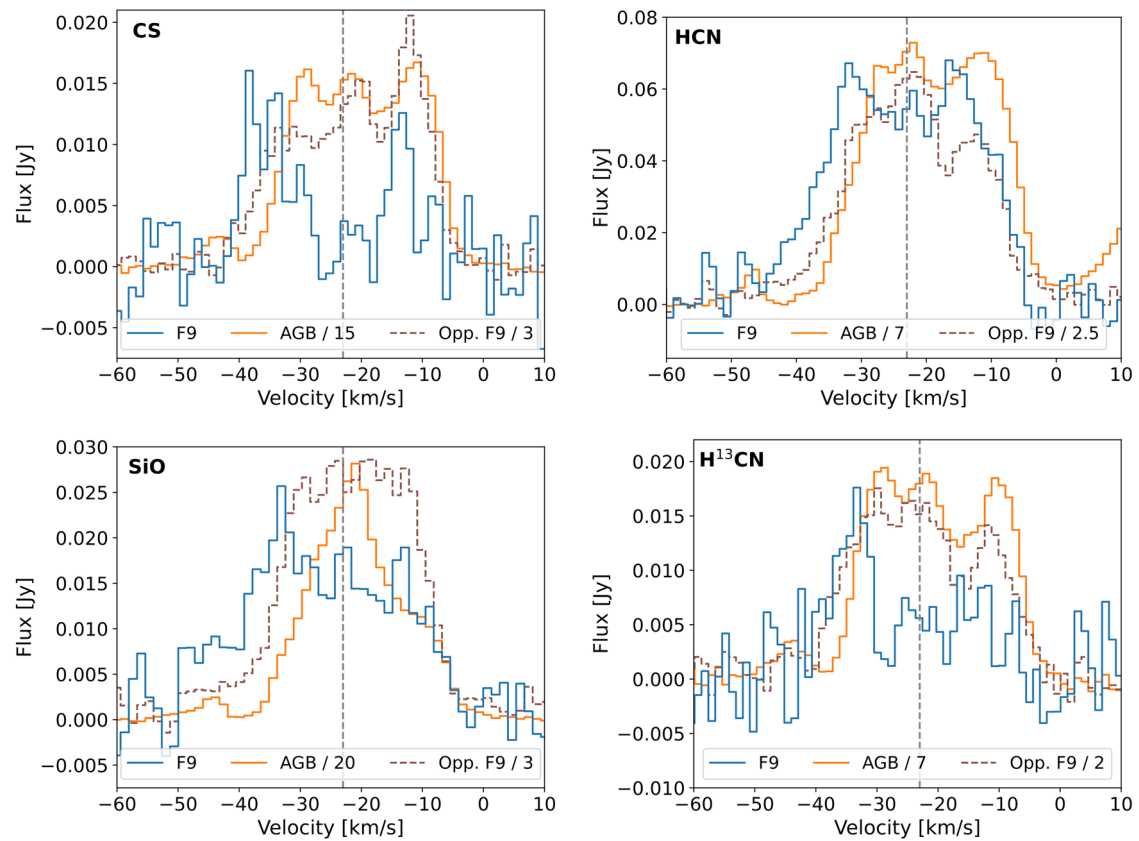 CS
0.020
0.015
0.010
0.005
0.000
−0.005
Flux [Jy]
F9 AGB / 15 Opp. F9 / 3
−60 −50 −40 −30 −20 −10 0 10
Velocity [km/s]
HCN
0.08
0.06
0.04
0.02
0.00
Flux [Jy]
F9 AGB / 7 Opp. F9 / 2.5
−60 −50 −40 −30 −20 −10 0 10
Velocity [km/s]
SiO
0.030
0.025
0.020
0.015
0.010
0.005
0.000
−0.005
Flux [Jy]
F9 AGB / 20 Opp. F9 / 3
−60 −50 −40 −30 −20 −10 0 10
Velocity [km/s]
H¹³CN
0.020
0.015
0.010
0.005
0.000
−0.005
−0.010
Flux [Jy]
F9 AGB / 7 Opp. F9 / 2
−60 −50 −40 −30 −20 −10 0 10
Velocity [km/s]